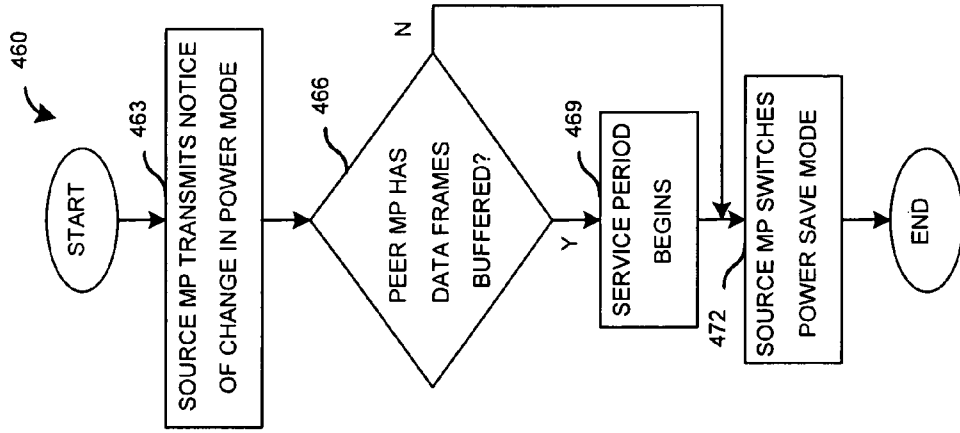 460
START
463
SOURCE MP TRANSMITS NOTICE
OF CHANGE IN POWER MODE
466
PEER MP HAS
DATA FRAMES
BUFFERED?
N
Y
469
SERVICE PERIOD
BEGINS
472
SOURCE MP SWITCHES
POWER SAVE MODE
END